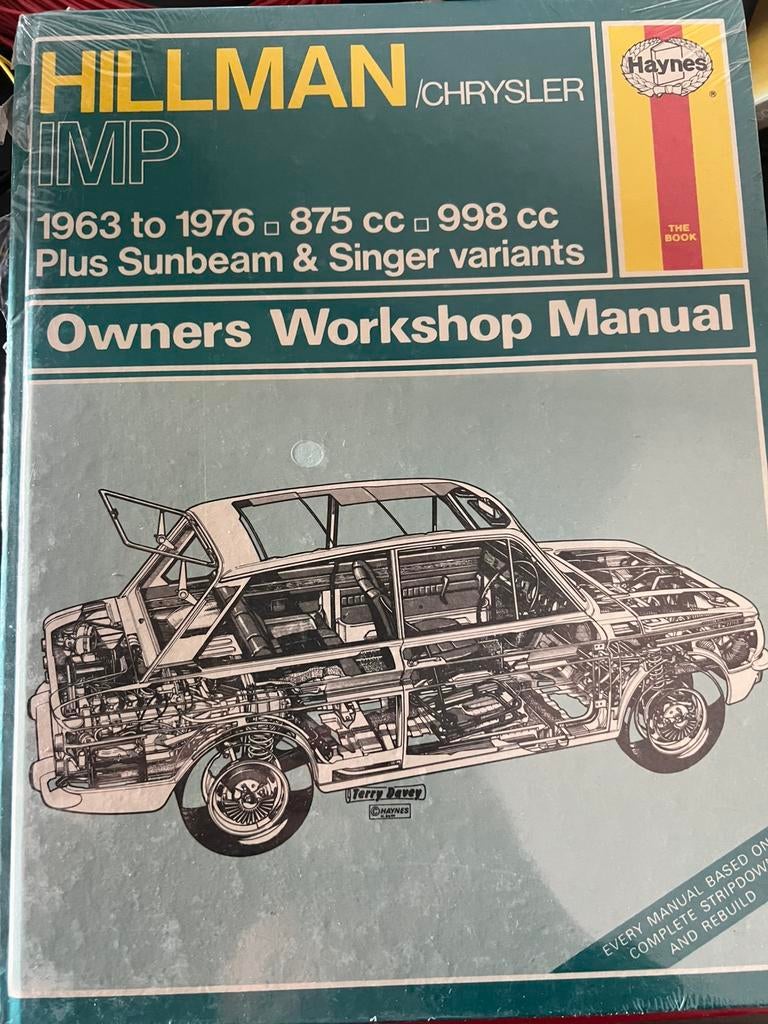 HILLMAN /CHRYSLER
IMP
1963 to 1976 □ 875 cc □ 998 cc
Plus Sunbeam & Singer variants
Haynes
®
THE
BOOK
Owners Workshop Manual
Terry Davey
© HAYNES
EVERY MANUAL BASED ON
COMPLETE STRIPDOWN
AND REBUILD